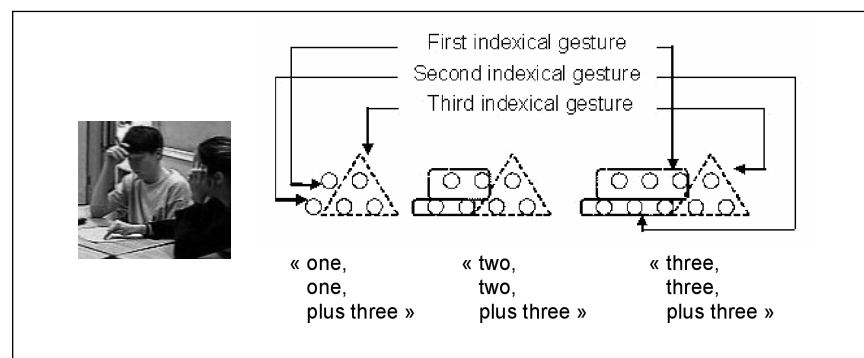 First indexical gesture
Second indexical gesture
Third indexical gesture
« one,
one,
plus three »
« two,
two,
plus three »
« three,
three,
plus three »